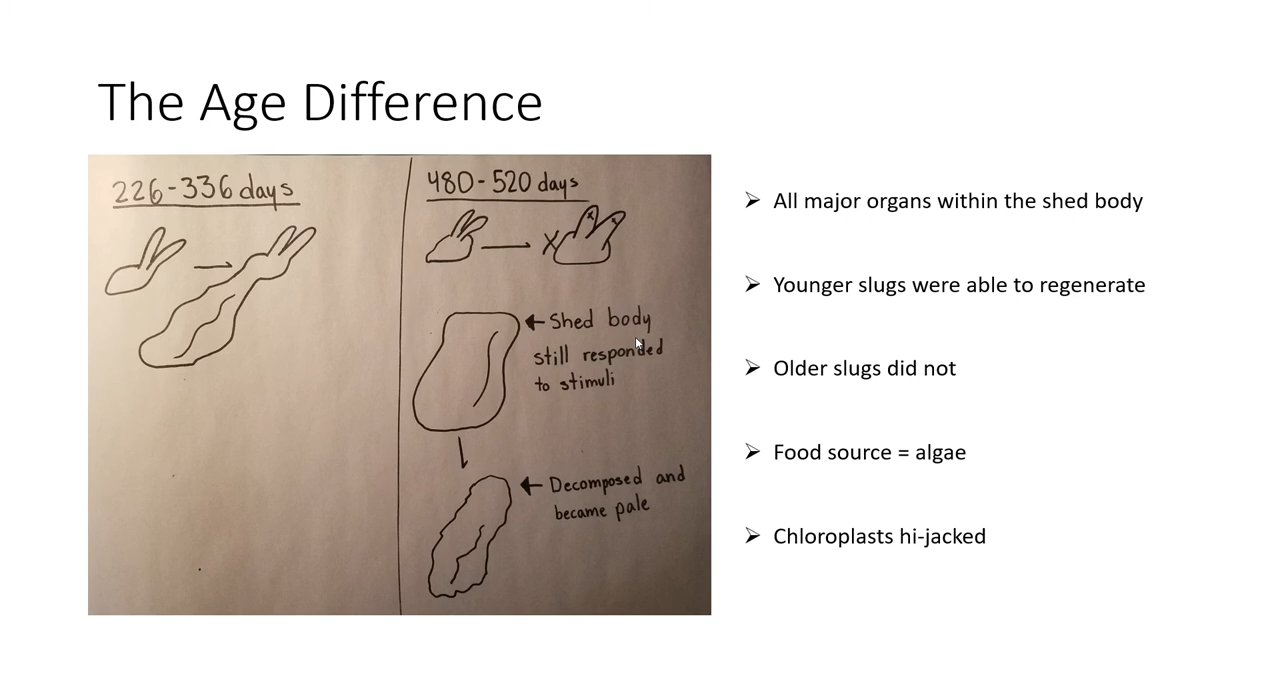 The Age Difference
226-336 days
480-520 days
x
← Shed body
still responded
to stimuli
← Decomposed and
became pale
All major organs within the shed body
Younger slugs were able to regenerate
Older slugs did not
Food source = algae
Chloroplasts hi-jacked